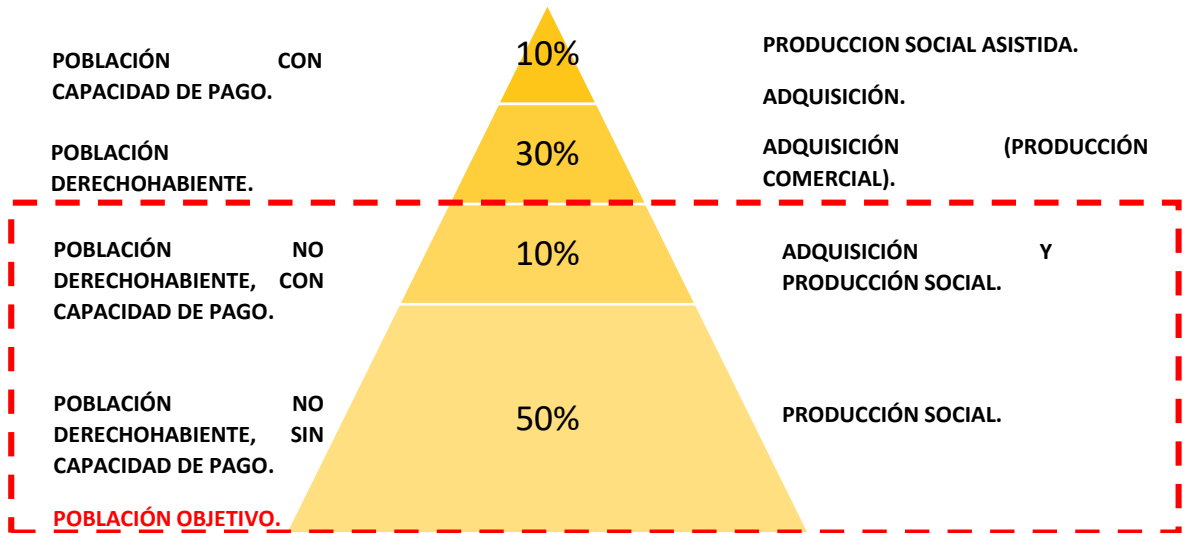 POBLACIÓN CON
CAPACIDAD DE PAGO.
10%
PRODUCCION SOCIAL ASISTIDA.
ADQUISICIÓN.
POBLACIÓN
DERECHOHABIENTE.
30%
ADQUISICIÓN (PRODUCCIÓN
COMERCIAL).
POBLACIÓN NO
DERECHOHABIENTE, CON
CAPACIDAD DE PAGO.
10%
ADQUISICIÓN Y
PRODUCCIÓN SOCIAL.
POBLACIÓN NO
DERECHOHABIENTE, SIN
CAPACIDAD DE PAGO.
50%
PRODUCCIÓN SOCIAL.
POBLACIÓN OBJETIVO.